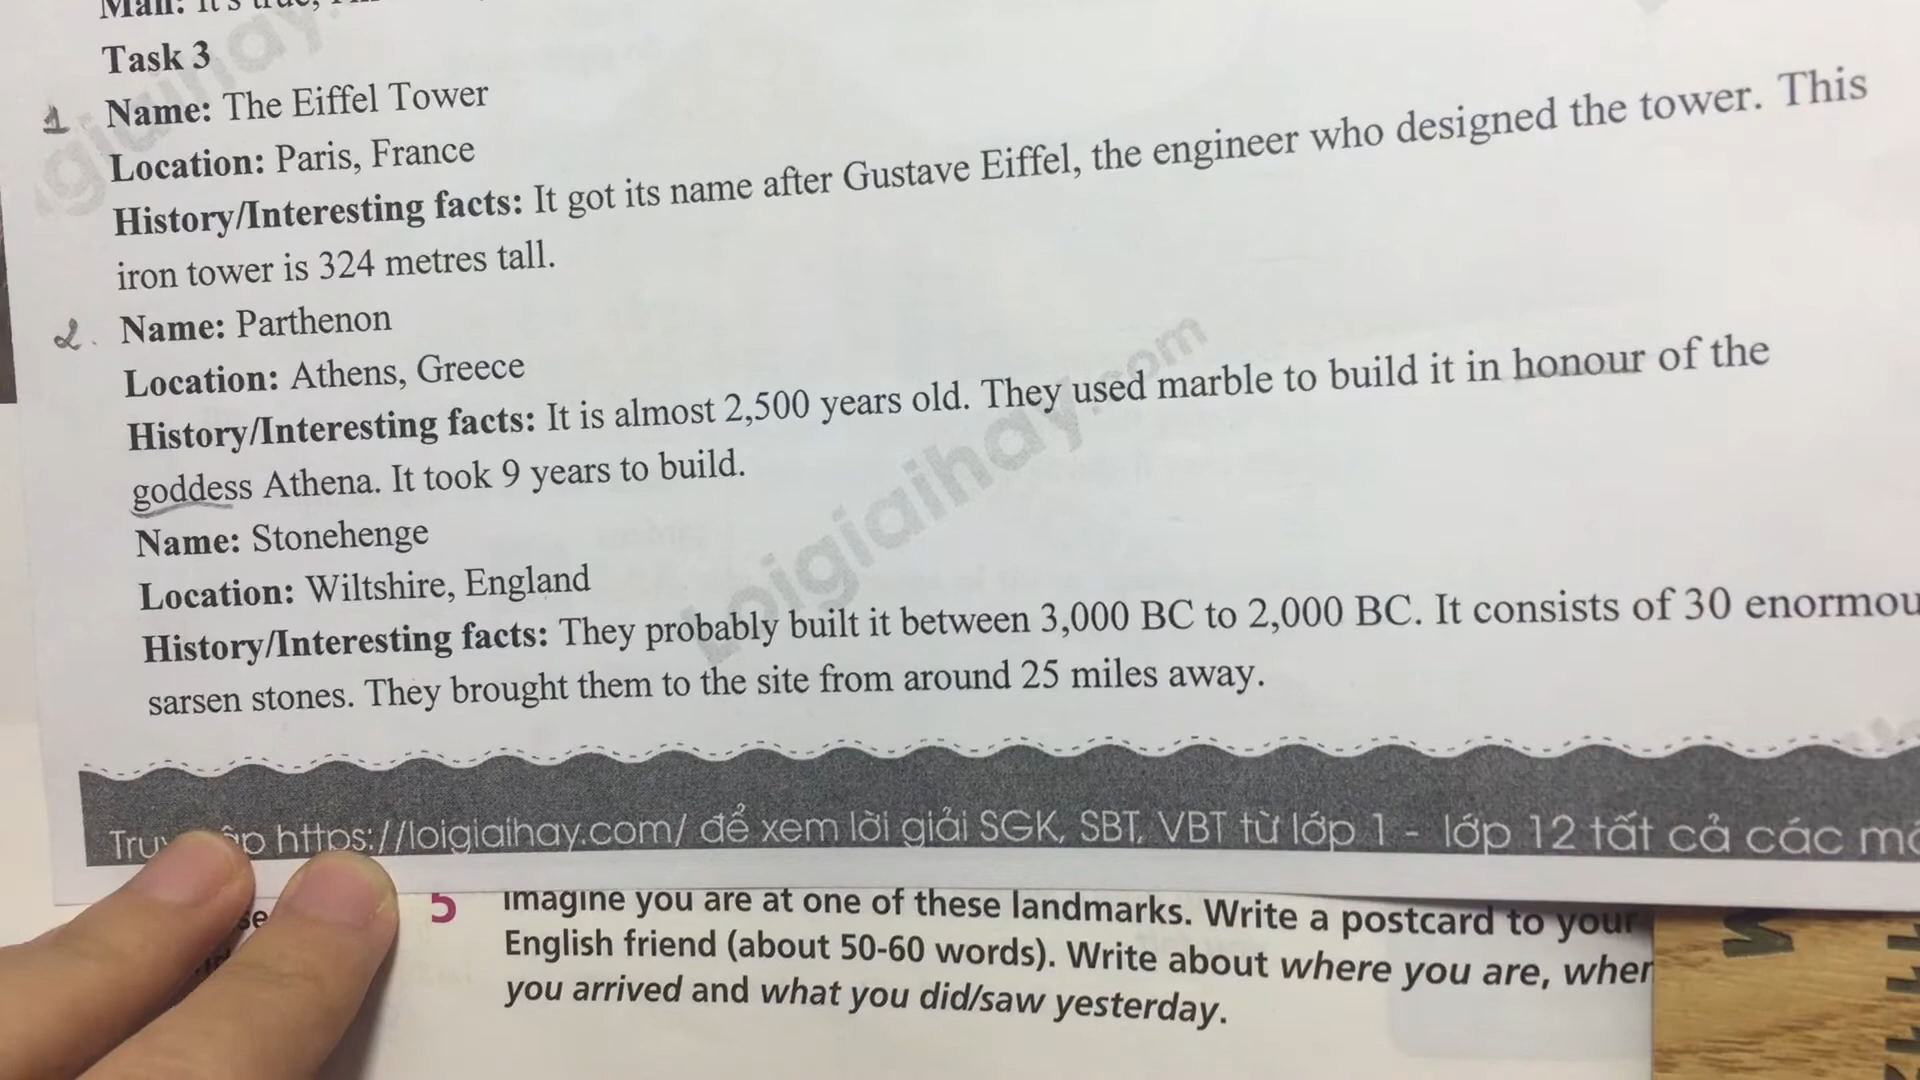 Man: It's true,
Task 3
1 Name: The Eiffel Tower
Location: Paris, France
History/Interesting facts: It got its name after Gustave Eiffel, the engineer who designed the tower. This
iron tower is 324 metres tall.
2. Name: Parthenon
Location: Athens, Greece
History/Interesting facts: It is almost 2,500 years old. They used marble to build it in honour of the
goddess Athena. It took 9 years to build.
Name: Stonehenge
Location: Wiltshire, England
History/Interesting facts: They probably built it between 3,000 BC to 2,000 BC. It consists of 30 enormou
sarsen stones. They brought them to the site from around 25 miles away.
Loigiaihay.com
https://loigiaihay.com/ để xem lời giải SGK, SBT, VBT từ lớp 1 - lớp 12 tất cả các
5 Imagine you are at one of these landmarks. Write a postcard to your
English friend (about 50-60 words). Write about where you are, when
you arrived and what you did/saw yesterday.